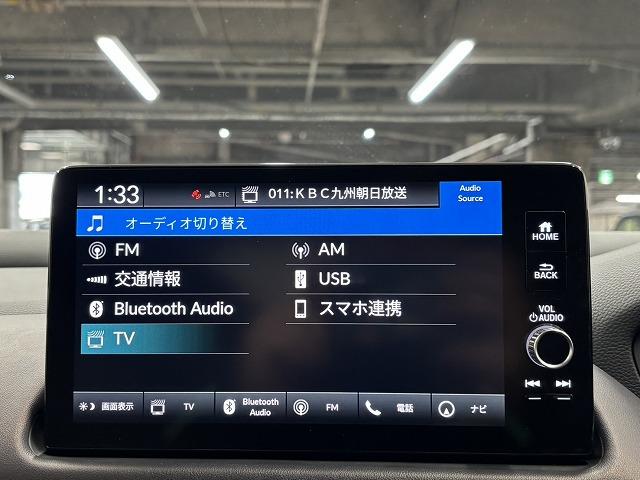 1:33 ETC 011:KBC九州朝日放送 Audio Source
オーディオ切り替え
FM AM
交通情報 USB
Bluetooth Audio スマホ連携
TV
HOME
BACK
VOL
AUDIO
画面表示 TV Bluetooth Audio FM 電話 ナビ